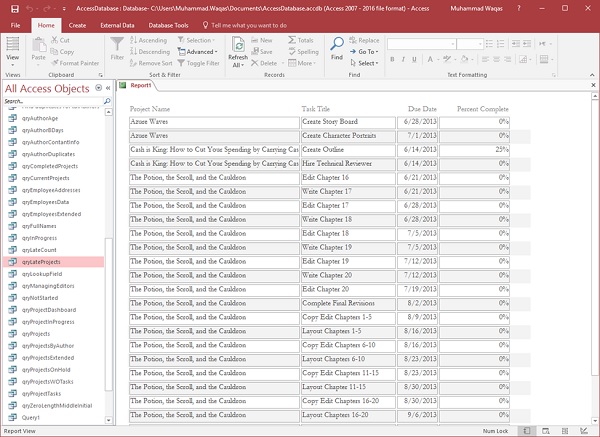 AccessDatabase : Database- C:\Users\Muhammad.Waqas\Documents\AccessDatabase.accdb (Access 2007 - 2016 file format) - Access Muhammad Waqas
File Home Create External Data Database Tools Tell me what you want to do
View Paste Cut Copy Format Painter Filter Ascending Descending Remove Sort Selection Advanced Toggle Filter Refresh All New Save Delete Totals Spelling More Find Replace Go To Select
Views Clipboard Sort & Filter Records Find Text Formatting
All Access Objects Report1
Search..
Project Name Task Title Due Date Percent Complete
qryAuthorAge Azure Waves Create Story Board 6/28/2013 0%
qryAuthorBDays Azure Waves Create Character Portraits 7/1/2013 0%
qryAuthorContantInfo Cash is King: How to Cut Your Spending by Carrying Cas Create Outline 6/14/2013 25%
qryAuthorDuplicates Cash is King: How to Cut Your Spending by Carrying Cas Hire Technical Reviewer 6/14/2013 0%
qryCompletedProjects The Potion, the Scroll, and the Cauldron Edit Chapter 16 6/21/2013 0%
qryCurrentProjects The Potion, the Scroll, and the Cauldron Write Chapter 17 6/21/2013 0%
qryEmployeeAddresses The Potion, the Scroll, and the Cauldron Edit Chapter 17 6/28/2013 0%
qryEmployeesData The Potion, the Scroll, and the Cauldron Write Chapter 18 6/28/2013 0%
qryEmployeesExtended The Potion, the Scroll, and the Cauldron Edit Chapter 18 7/5/2013 0%
qryFullNames The Potion, the Scroll, and the Cauldron Write Chapter 19 7/5/2013 0%
qryInProgress The Potion, the Scroll, and the Cauldron Edit Chapter 19 7/12/2013 0%
qryLateCount The Potion, the Scroll, and the Cauldron Write Chapter 20 7/12/2013 0%
qryLateProjects The Potion, the Scroll, and the Cauldron Edit Chapter 20 7/19/2013 0%
qryLookupField The Potion, the Scroll, and the Cauldron Complete Final Revisions 8/2/2013 0%
qryManagingEditors The Potion, the Scroll, and the Cauldron Copy Edit Chapters 1-5 8/9/2013 0%
qryNotStarted The Potion, the Scroll, and the Cauldron Layout Chapters 1-5 8/16/2013 0%
qryProjectDashboard The Potion, the Scroll, and the Cauldron Copy Edit Chapters 6-10 8/16/2013 0%
qryProjectInProgress The Potion, the Scroll, and the Cauldron Layout Chapters 6-10 8/23/2013 0%
qryProjects The Potion, the Scroll, and the Cauldron Copy Edit Chapters 11-15 8/23/2013 0%
qryProjectsByAuthor The Potion, the Scroll, and the Cauldron Layout Chapters 11-15 8/30/2013 0%
qryProjectsExtended The Potion, the Scroll, and the Cauldron Copy Edit Chapters 16-20 8/30/2013 0%
qryProjectsOnHold The Potion, the Scroll, and the Cauldron Layout Chapters 16-20 9/6/2013 0%
qryProjectsWOTasks
qryProjectTasks
qryZeroLengthMiddleInitial
Query1
Report View Num Lock